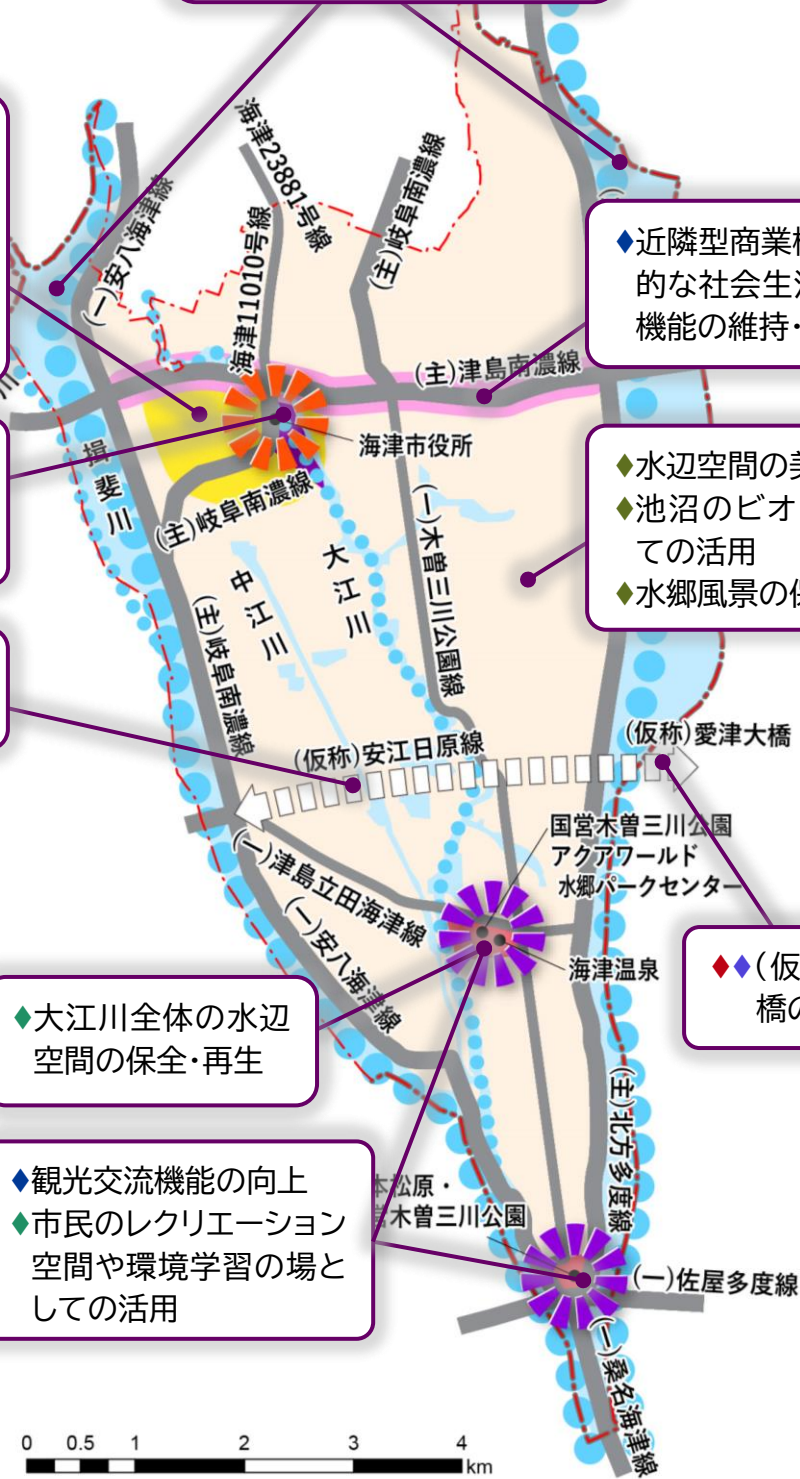 海津23881号線
(主)岐阜南濃線
(一)安八海津線
海津11010号線
(主)津島南濃線
◆近隣型商業
的な社会生
機能の維持・
川
海津市役所
揖斐川
(主)岐阜南濃線
◆水辺空間の
◆池沼のビオ
ての活用
◆水郷風景の
大江川
中江川
(一)木曽三川公園線
(主)岐阜南濃線
(仮称)安江日原線
(仮称)愛津大橋
国営木曽三川公園
アクアワールド
水郷パークセンター
(一)津島立田海津線
(一)安八海津線
海津温泉
◆◆(仮
橋の
◆大江川全体の水辺
空間の保全・再生
(主)北方多度線
◆観光交流機能の向上
◆市民のレクリエーション
空間や環境学習の場と
しての活用
本松原・
木曽三川公園
(一)佐屋多度線
(一)桑名海津線
0 0.5 1 2 3 4
km